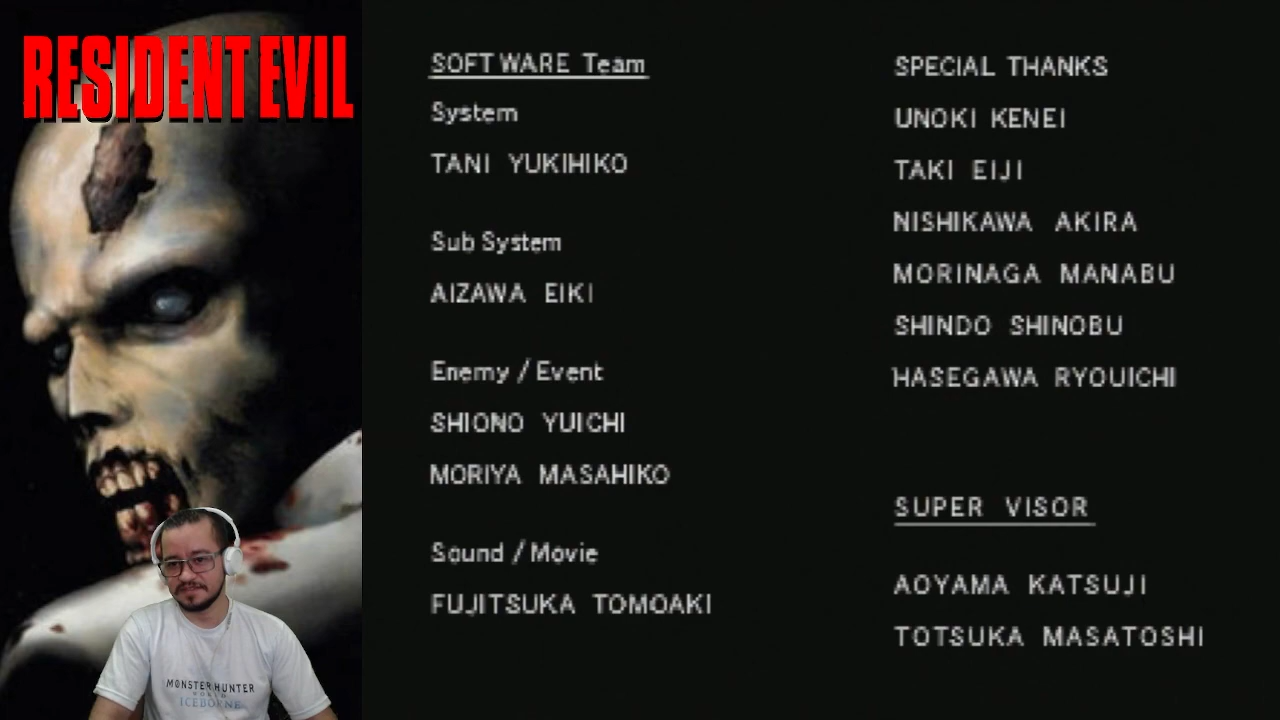 RESIDENT EVIL
SOFTWARE Team
System
TANI YUKIHIKO
Sub System
AIZAWA EIKI
Enemy / Event
SHIONO YUICHI
MORIYA MASAHIKO
Sound / Movie
FUJITSUKA TOMOAKI
SPECIAL THANKS
UNOKI KENEI
TAKI EIJI
NISHIKAWA AKIRA
MORINAGA MANABU
SHINDO SHINOBU
HASEGAWA RYOUICHI
SUPER VISOR
AOYAMA KATSUJI
TOTSUKA MASATOSHI
MONSTER HUNTER
WORLD
ICEBORNE